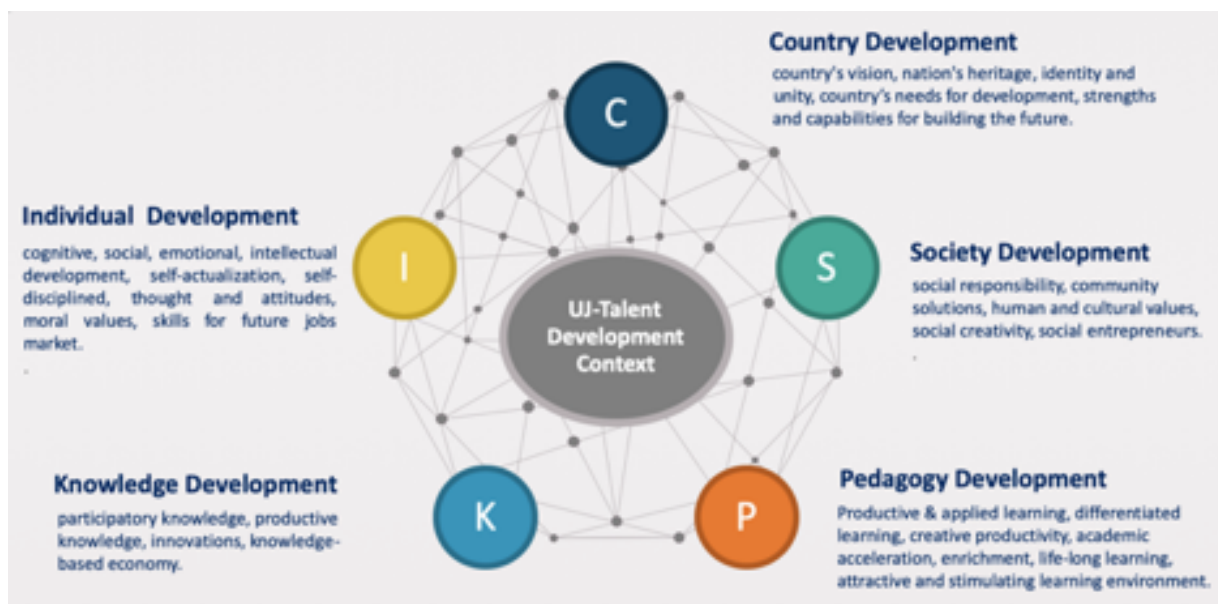 Country Development
country's vision, nation's heritage, identity and
unity, country's needs for development, strengths
and capabilities for building the future.
C
Individual Development
cognitive, social, emotional, intellectual
development, self-actualization, self-
disciplined, thought and attitudes,
moral values, skills for future jobs
market.
.
I
S
Society Development
social responsibility, community
solutions, human and cultural values,
social creativity, social entrepreneurs.
.
UJ-Talent
Development
Context
Knowledge Development
participatory knowledge, productive
knowledge, innovations, knowledge-
based economy.
K
P
Pedagogy Development
Productive & applied learning, differentiated
learning, creative productivity, academic
acceleration, enrichment, life-long learning,
attractive and stimulating learning environment.